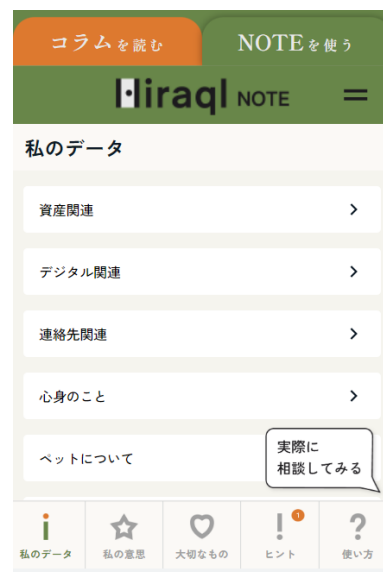 コラムを読む
NOTEを使う
Hiraql NOTE
私のデータ
資産関連
デジタル関連
連絡先関連
心身のこと
ペットについて
実際に
相談してみる
1
私のデータ
私の意思
大切なもの
ヒント
使い方